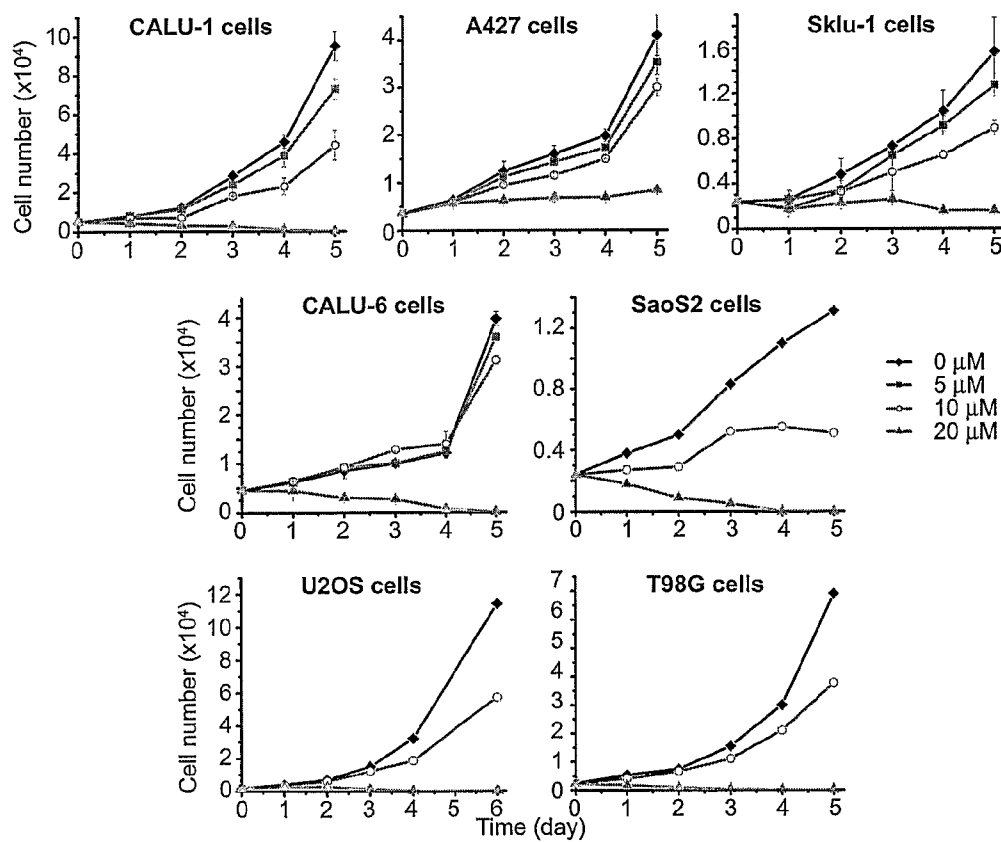 CALU-1 cells
A427 cells
Sklu-1 cells
Cell number (x10⁴)
10
8
6
4
2
0
0 1 2 3 4 5
4
3
2
1
0
0 1 2 3 4 5
1.6
1.2
0.8
0.4
0 1 2 3 4 5
CALU-6 cells
SaoS2 cells
Cell number (x10⁴)
4
3
2
1
0
0 1 2 3 4 5
1.2
0.8
0.4
0
0 1 2 3 4 5
0 μM
5 μM
10 μM
20 μM
U2OS cells
T98G cells
Cell number (x10⁴)
12
10
8
6
4
2
0
0 1 2 3 4 5 6
7
6
5
4
3
2
1
0
0 1 2 3 4 5
Time (day)